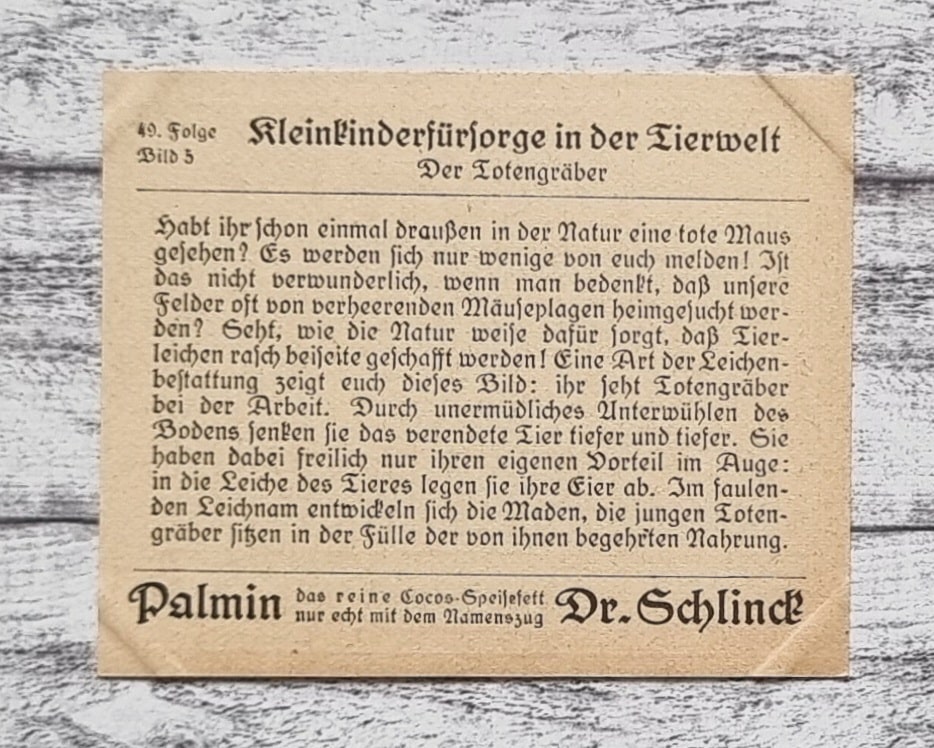 49. Folge
Bild 5
Kleinkinderfürsorge in der Tierwelt
Der Totengräber
Habt ihr schon einmal draußen in der Natur eine tote Maus
gesehen? Es werden sich nur wenige von euch melden! Ist
das nicht verwunderlich, wenn man bedenkt, daß unsere
Felder oft von verheerenden Mäuseplagen heimgesucht wer-
den? Seht, wie die Natur weise dafür sorgt, daß Tier-
leichen rasch beiseite geschafft werden! Eine Art der Leichen-
bestattung zeigt euch dieses Bild: ihr seht Totengräber
bei der Arbeit. Durch unermüdliches Unterwühlen des
Bodens senken sie das verendete Tier tiefer und tiefer. Sie
haben dabei freilich nur ihren eigenen Vorteil im Auge:
in die Leiche des Tieres legen sie ihre Eier ab. Im faulen-
den Leichnam entwickeln sich die Maden, die jungen Toten-
gräber sitzen in der Fülle der von ihnen begehrten Nahrung.
Palmin das reine Cocos-Speisefett Dr. Schlinck
nur echt mit dem Namenszug